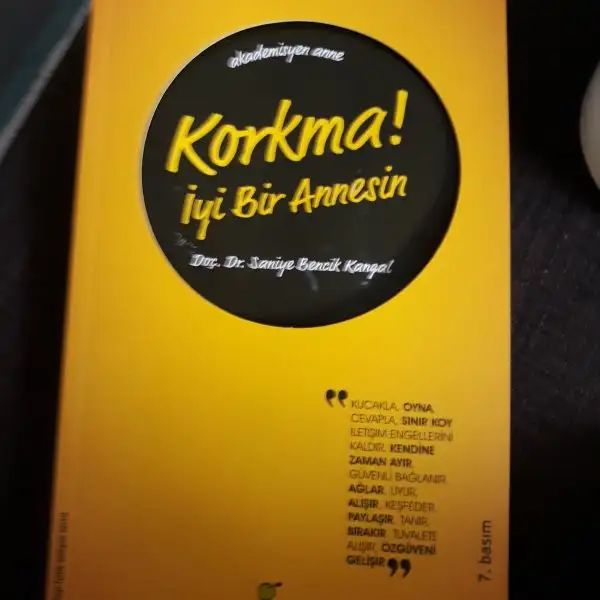 akademisyen anne
Korkma!
İyi Bir Annesin
Doç. Dr. Saniye Bencik Kangal
KUCAKLA, OYNA,
CEVAPLA, SINIR KOY
İLETİŞİM ENGELLERİNİ
KALDIR, KENDİNE
ZAMAN AYIR,
GÜVENLİ BAĞLANIR,
AĞLAR, UYUR,
ALIŞIR, KEŞFEDER,
PAYLAŞIR, TANIR,
BIRAKIR, TUVALETE
ALIŞIR, ÖZGÜVENİ
GELİŞİR
7. basım